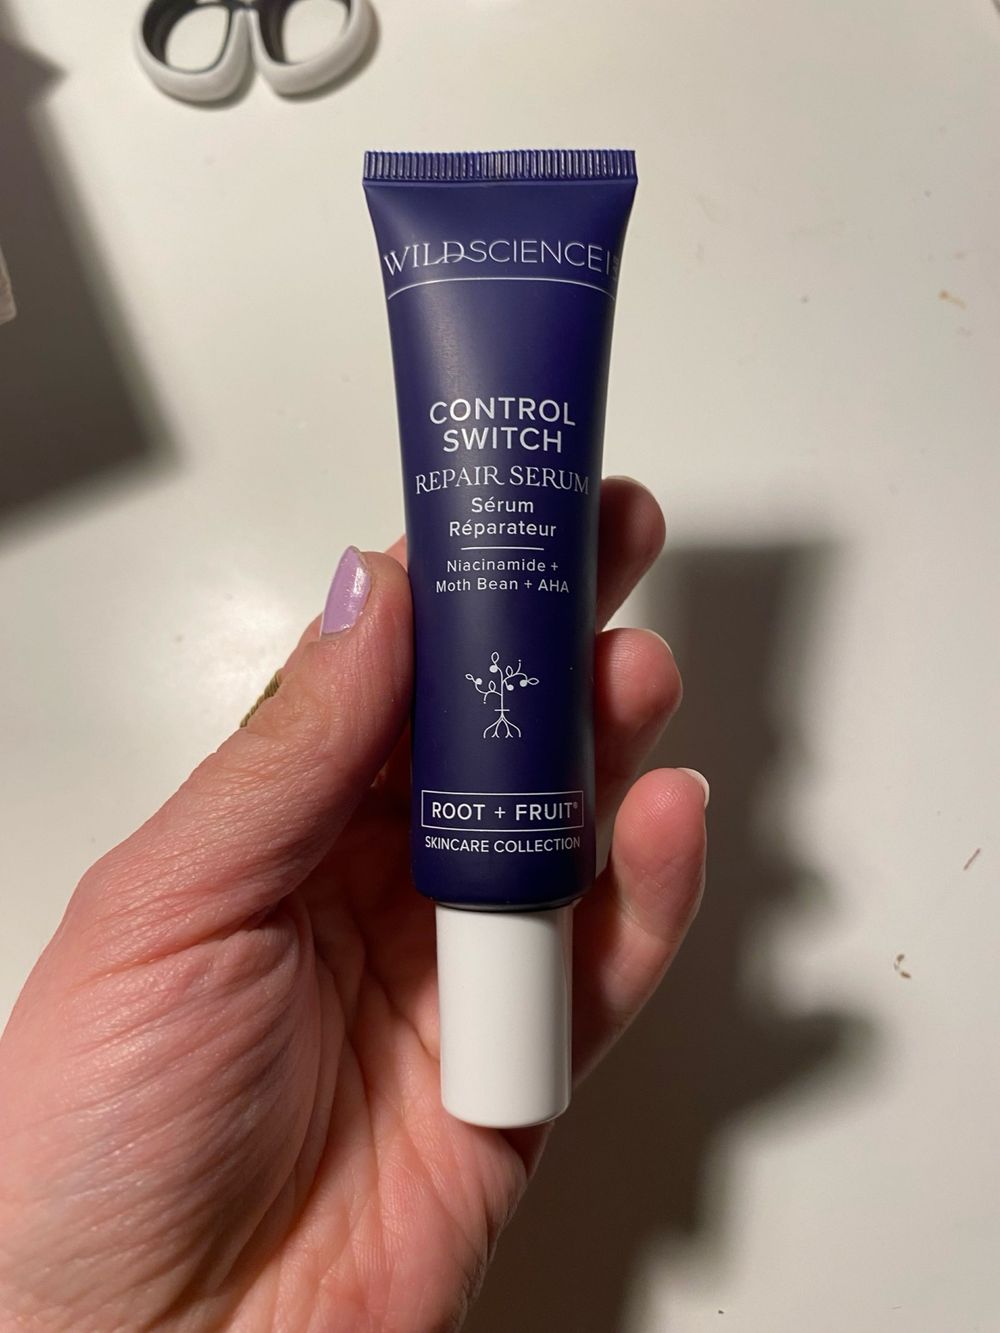 WILDSCIENCE
CONTROL
SWITCH
REPAIR SERUM
Sérum
Réparateur
Niacinamide +
Moth Bean + AHA
ROOT + FRUIT®
SKINCARE COLLECTION